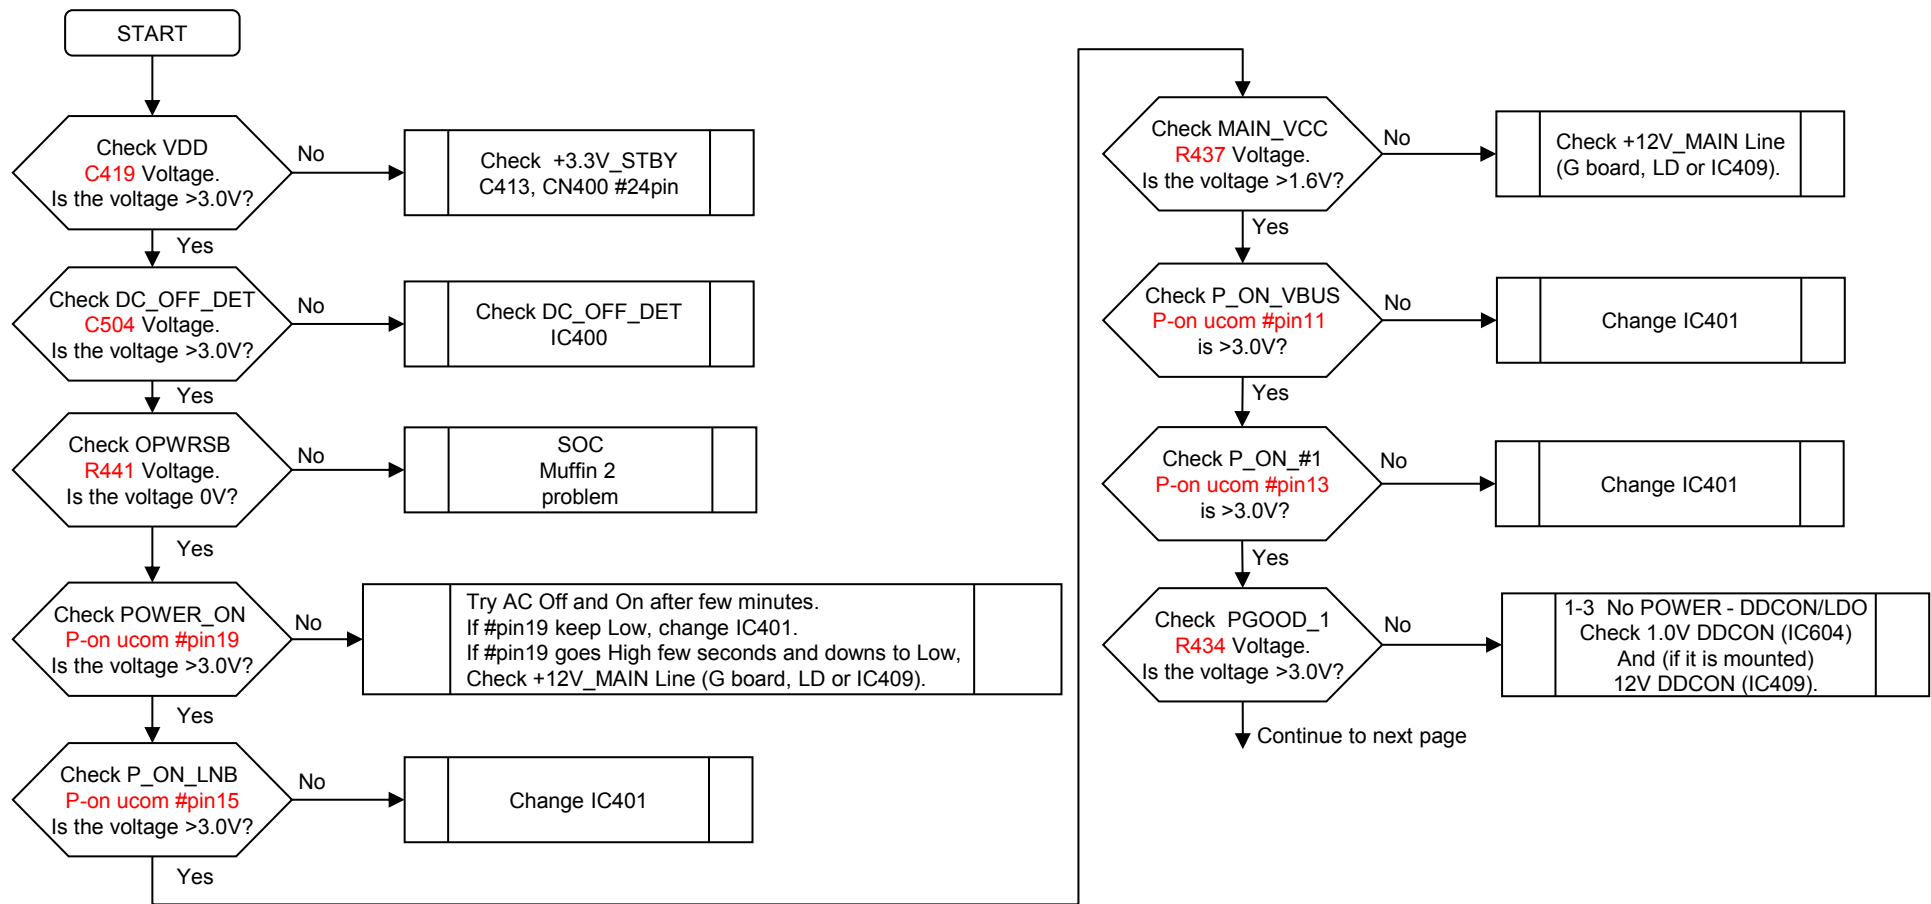 START
Check VDD
C419 Voltage.
Is the voltage >3.0V?
No
Check +3.3V_STBY
C413, CN400 #24pin
Yes
Check DC_OFF_DET
C504 Voltage.
Is the voltage >3.0V?
No
Check DC_OFF_DET
IC400
Yes
Check OPWRSB
R441 Voltage.
Is the voltage 0V?
No
SOC
Muffin 2
problem
Yes
Check POWER_ON
P-on ucom #pin19
Is the voltage >3.0V?
No
Try AC Off and On after few minutes.
If #pin19 keep Low, change IC401.
If #pin19 goes High few seconds and downs to Low,
Check +12V_MAIN Line (G board, LD or IC409).
Yes
Check P_ON_LNB
P-on ucom #pin15
Is the voltage >3.0V?
No
Change IC401
Yes
Check MAIN_VCC
R437 Voltage.
Is the voltage >1.6V?
No
Check +12V_MAIN Line
(G board, LD or IC409).
Yes
Check P_ON_VBUS
P-on ucom #pin11
is >3.0V?
No
Change IC401
Yes
Check P_ON_#1
P-on ucom #pin13
is >3.0V?
No
Change IC401
Yes
Check PGOOD_1
R434 Voltage.
Is the voltage >3.0V?
No
1-3 No POWER - DDCON/LDO
Check 1.0V DDCON (IC604)
And (if it is mounted)
12V DDCON (IC409).
Continue to next page